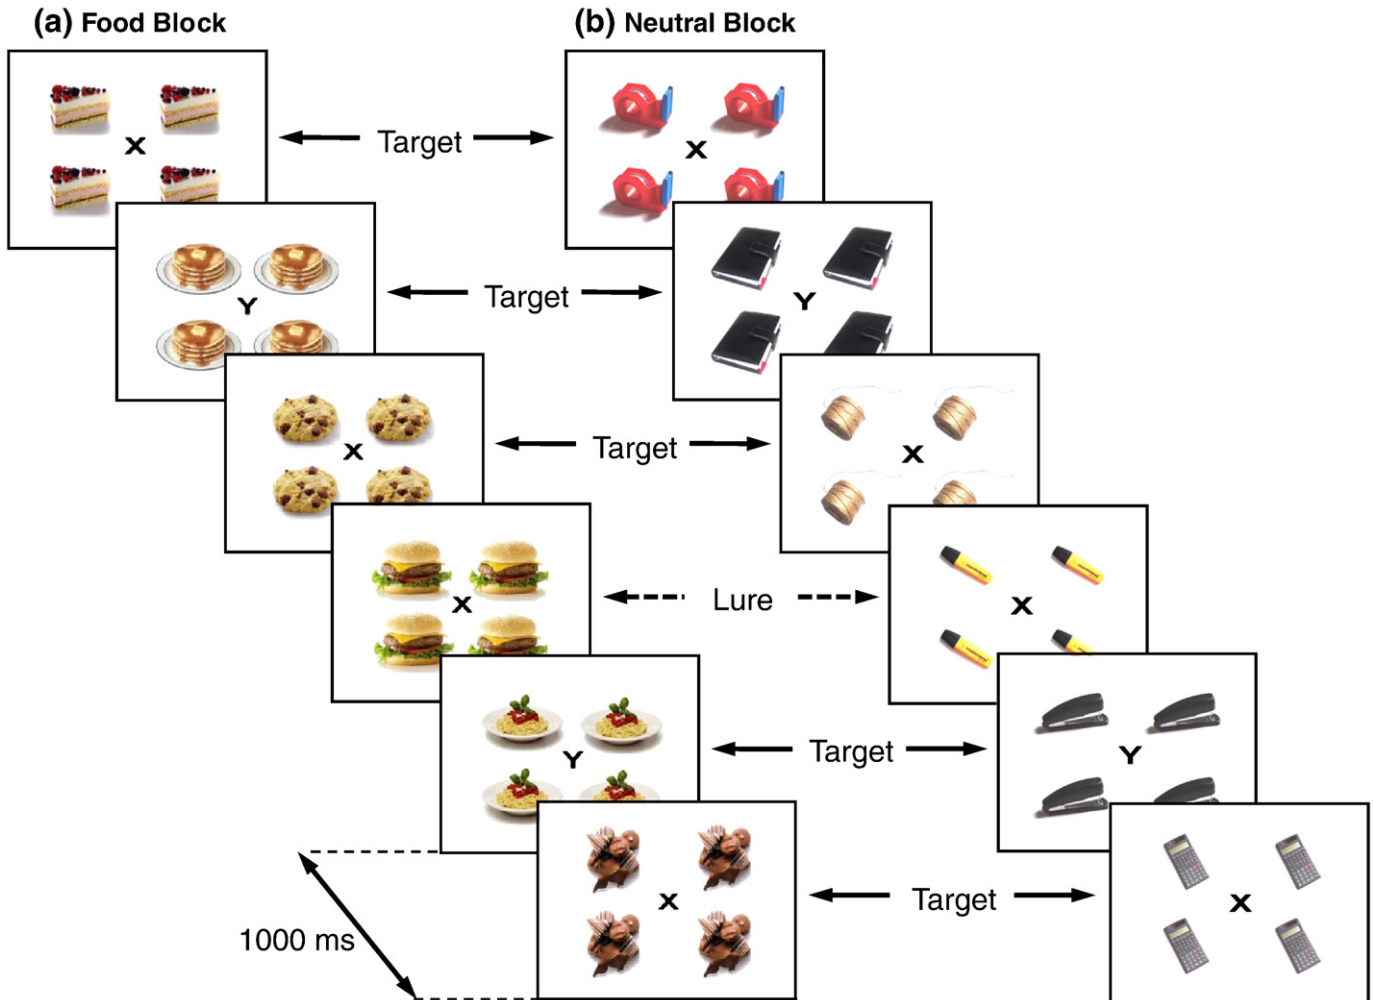 (a) Food Block
(b) Neutral Block
X
Target
X
Y
Target
Y
X
Target
X
X
Lure
X
Y
Target
Y
X
Target
X
1000 ms